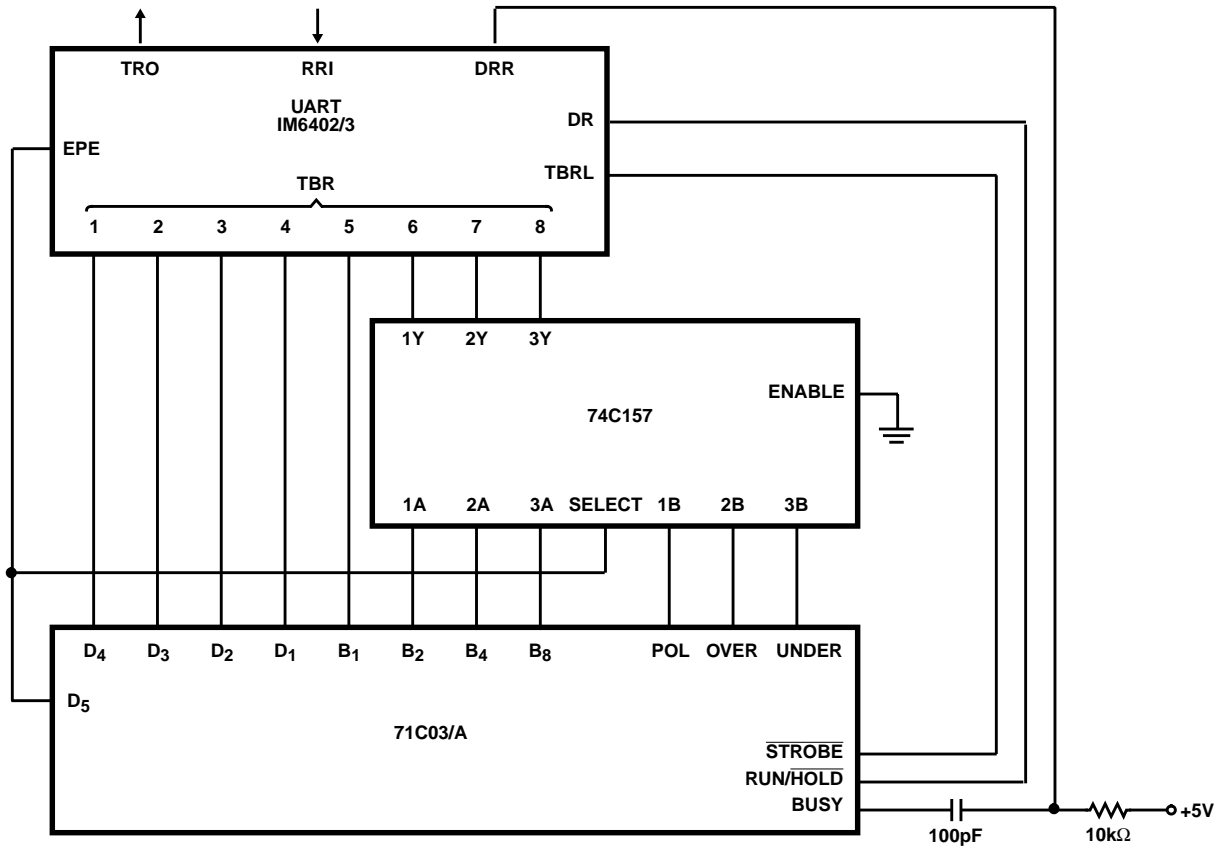 TRO RRI DRR
UART
IM6402/3
DR
EPE
TBRL
TBR
1 2 3 4 5 6 7 8
1Y 2Y 3Y
ENABLE
74C157
1A 2A 3A SELECT 1B 2B 3B
D4 D3 D2 D1 B1 B2 B4 B8 POL OVER UNDER
D5
71C03/A
STROBE
RUN/HOLD
BUSY
+5V
100pF 10kΩ